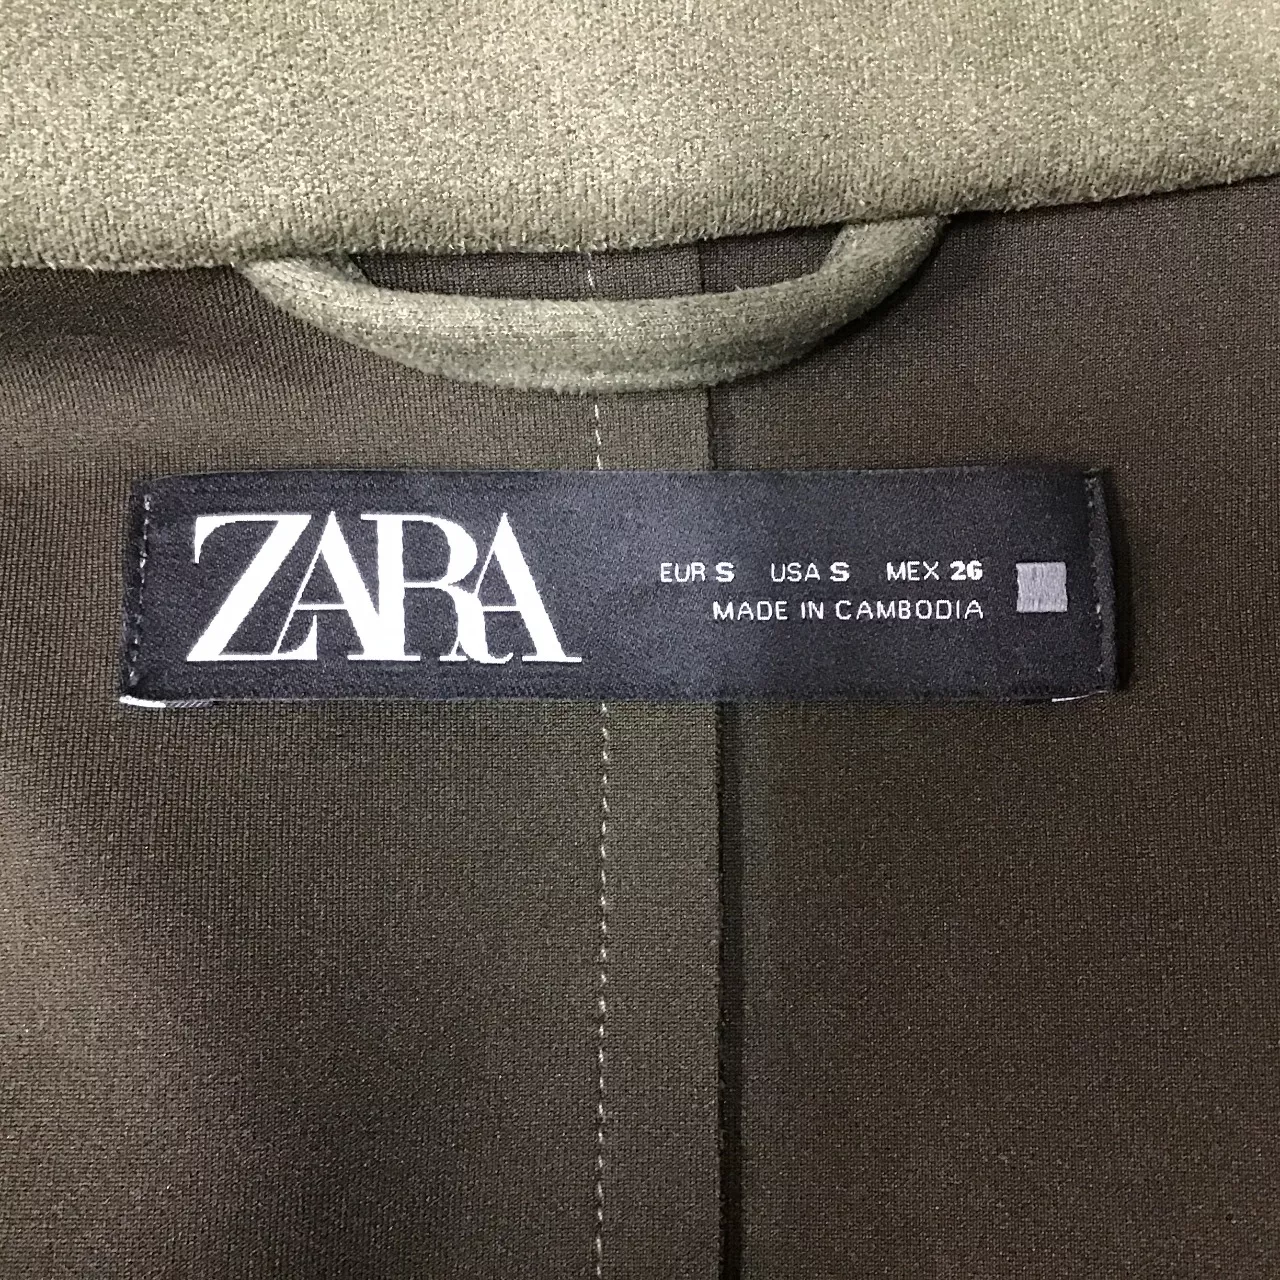 ZARA
EUR S USA S MEX 26
MADE IN CAMBODIA